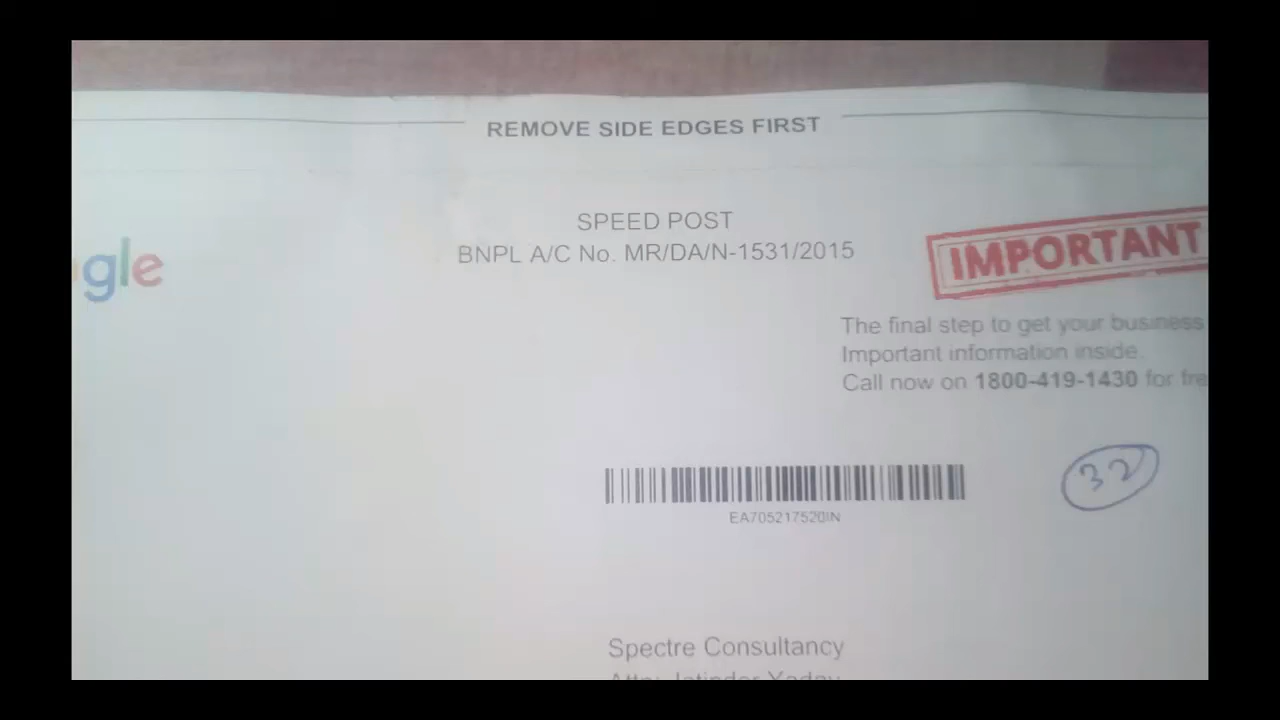 REMOVE SIDE EDGES FIRST
SPEED POST
BNPL A/C No. MR/DA/N-1531/2015
gle
IMPORTANT
The final step to get your business
Important information inside.
Call now on 1800-419-1430 for fre
EA705217520IN
32
Spectre Consultancy